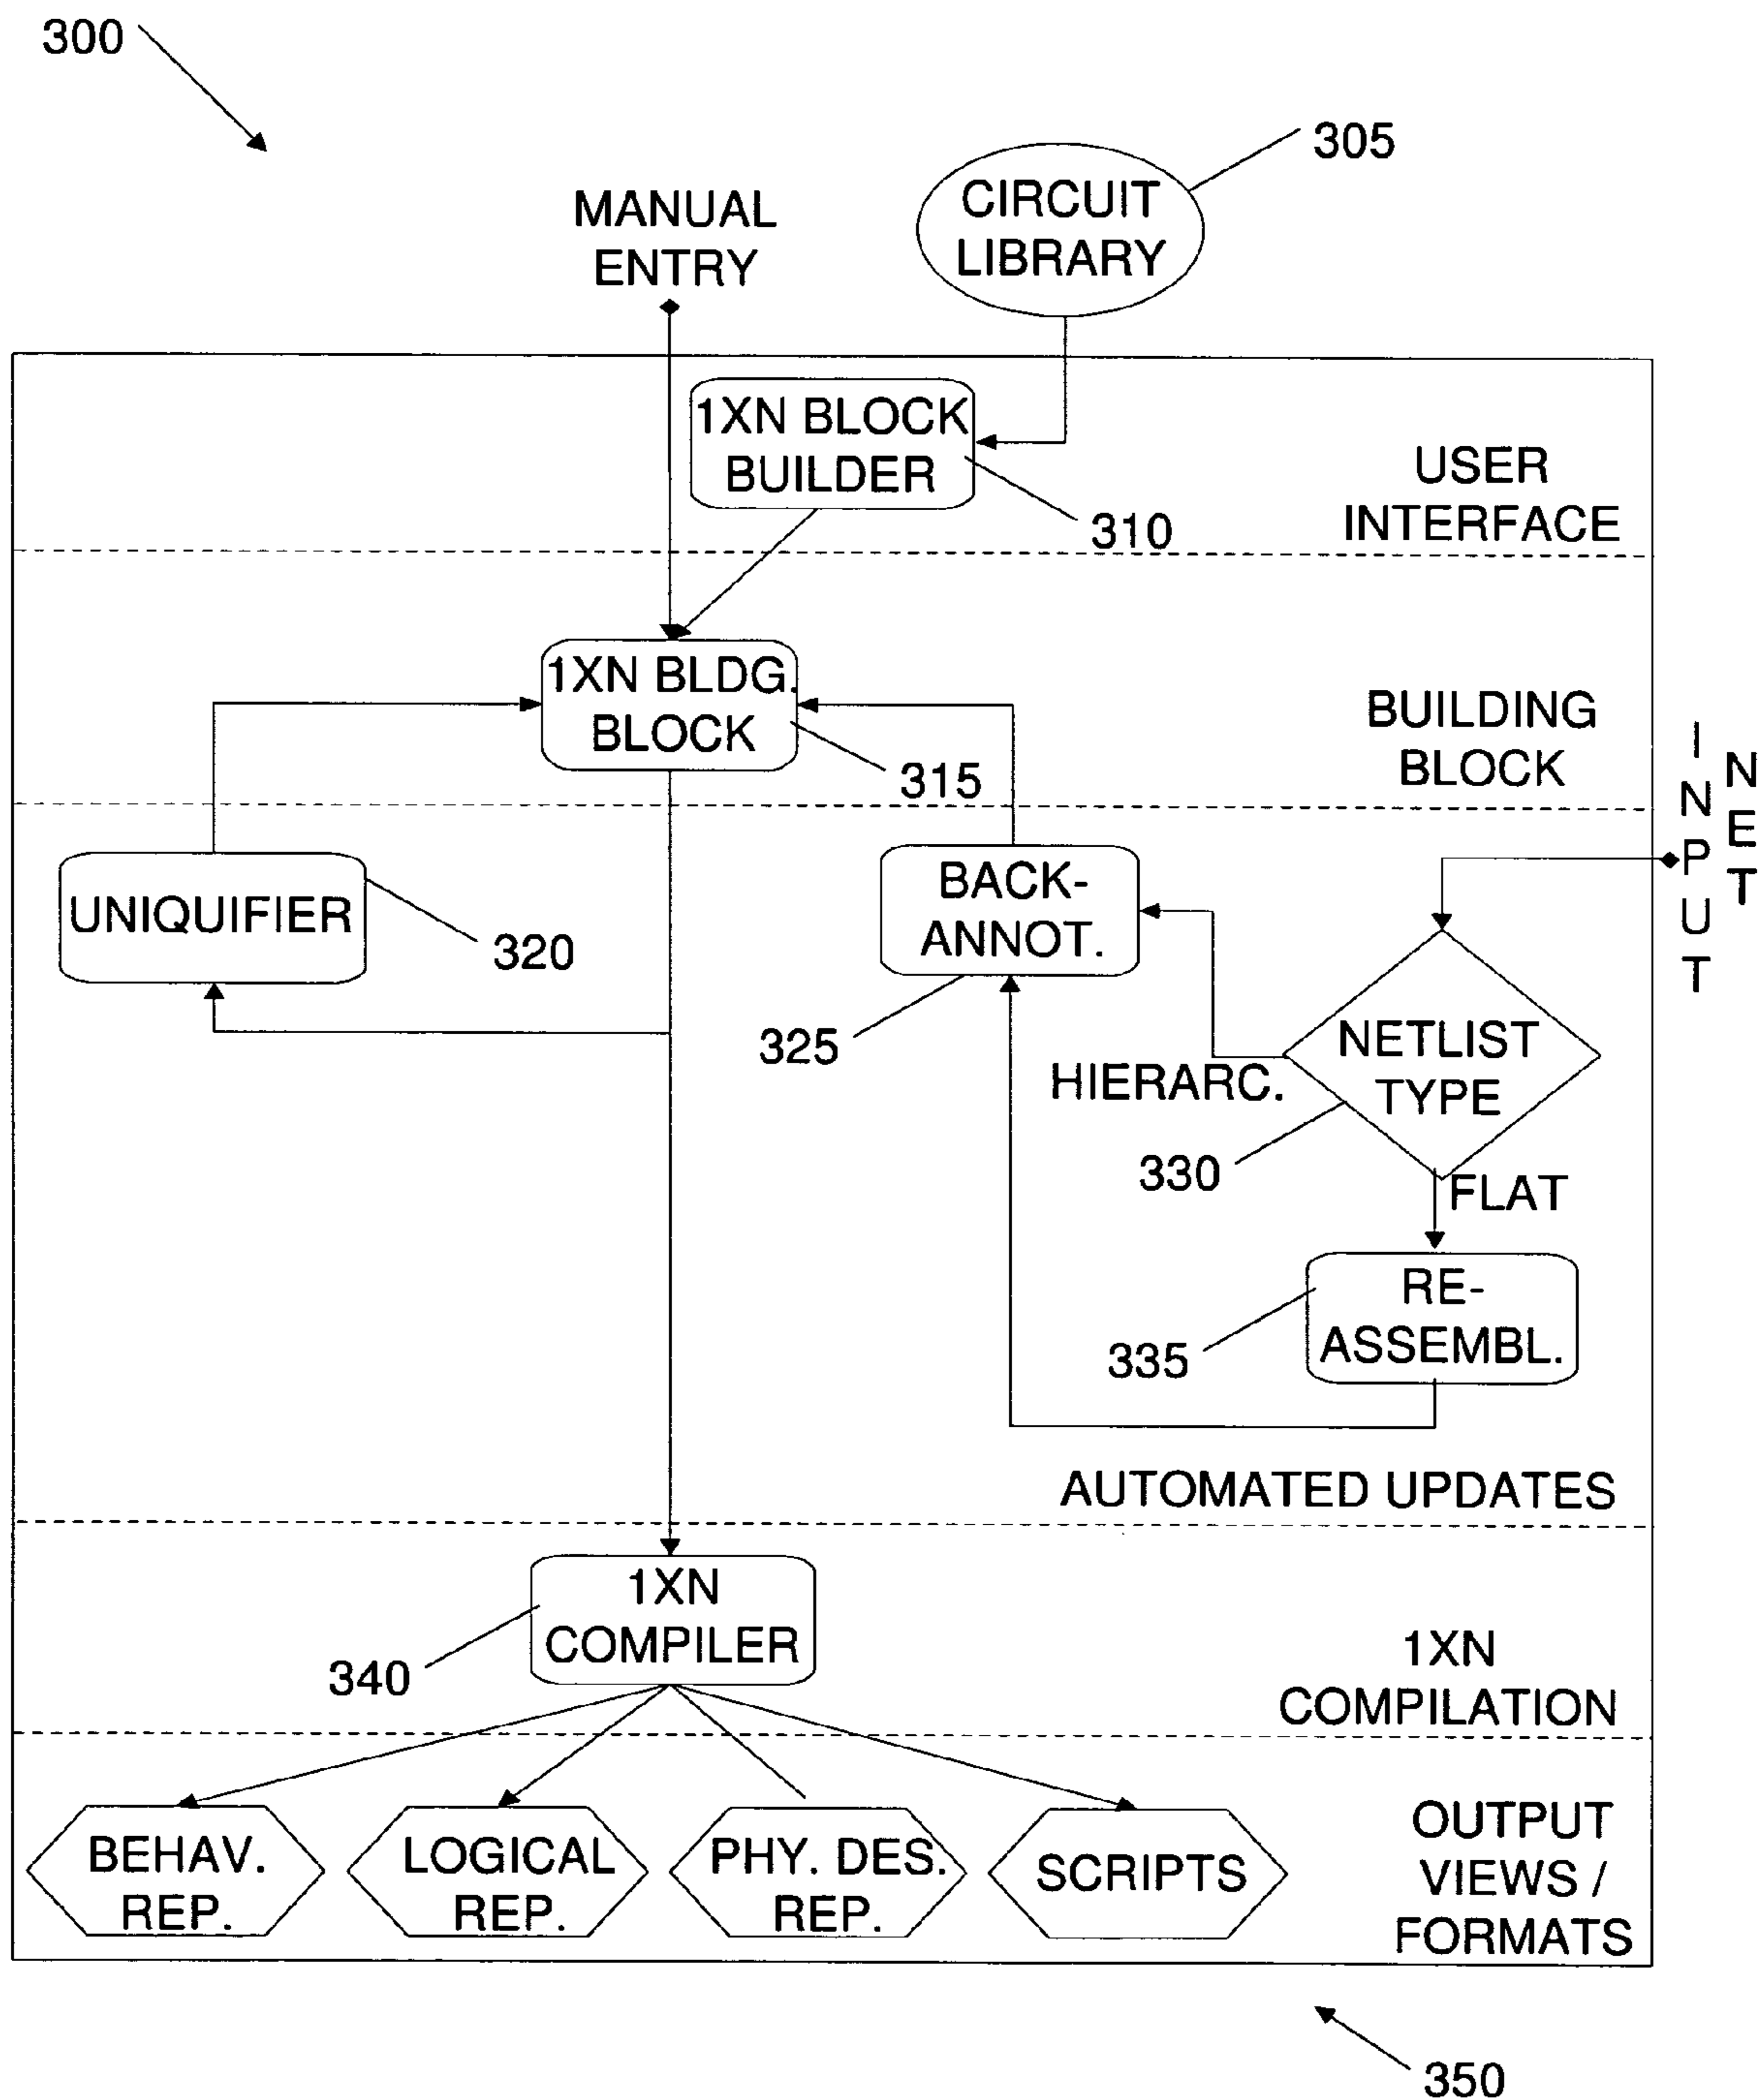 300
305
CIRCUIT
LIBRARY
MANUAL
ENTRY
1XN BLOCK
BUILDER
310
USER
INTERFACE
1XN BLDG.
BLOCK
315
BUILDING
BLOCK
NET
INPUT
UNIQUIFIER
320
BACK-
ANNOT.
325
NETLIST
TYPE
HIERARC.
330
FLAT
RE-
ASSEMBL.
335
AUTOMATED UPDATES
1XN
COMPILER
340
1XN
COMPILATION
BEHAV.
REP.
LOGICAL
REP.
PHY. DES.
REP.
SCRIPTS
OUTPUT
VIEWS /
FORMATS
350